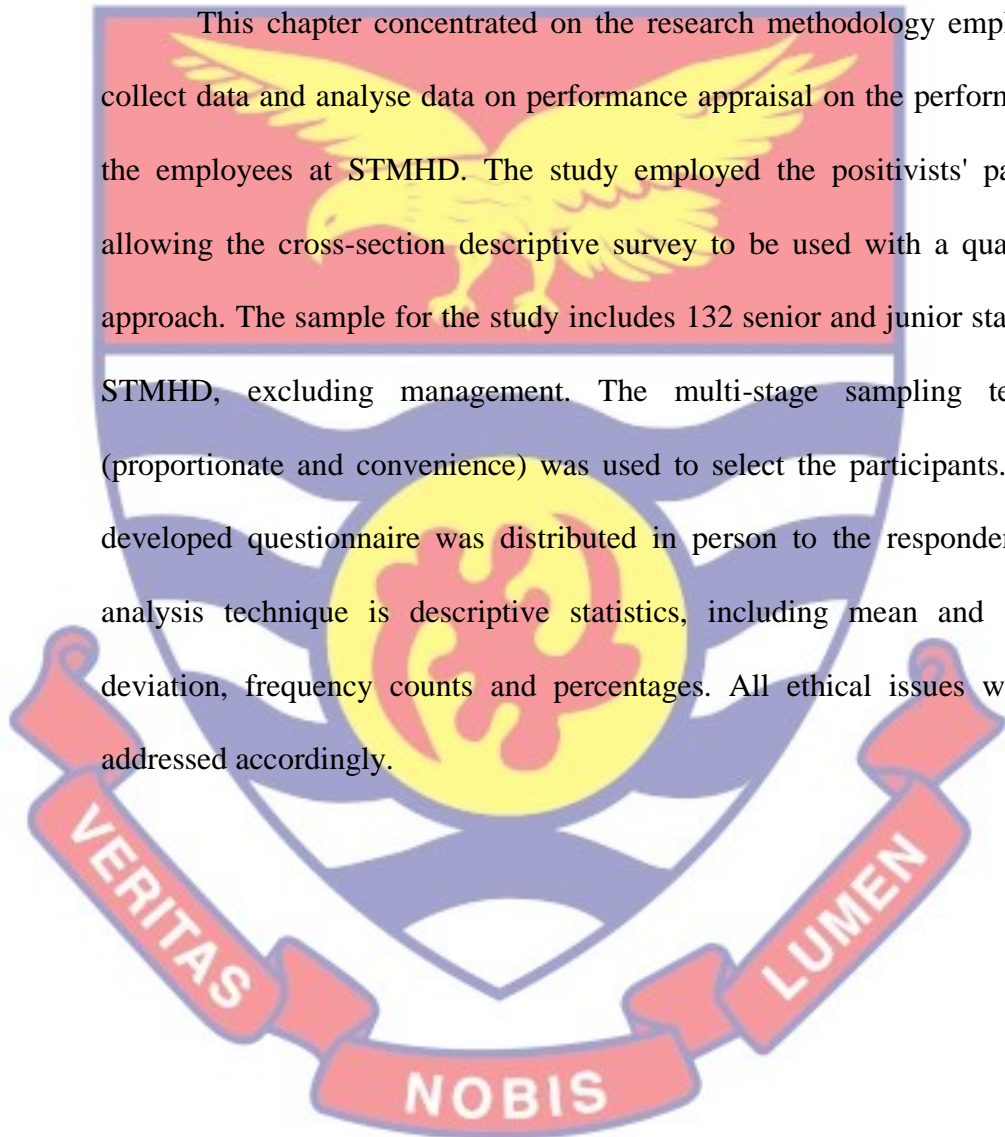 This chapter concentrated on the research methodology empl
collect data and analyse data on performance appraisal on the perform
the employees at STMHD. The study employed the positivists' pa
allowing the cross-section descriptive survey to be used with a qua
approach. The sample for the study includes 132 senior and junior sta
STMHD, excluding management. The multi-stage sampling te
(proportionate and convenience) was used to select the participants.
developed questionnaire was distributed in person to the responden
analysis technique is descriptive statistics, including mean and
deviation, frequency counts and percentages. All ethical issues w
addressed accordingly.
VERITAS
NOBIS
LUMEN